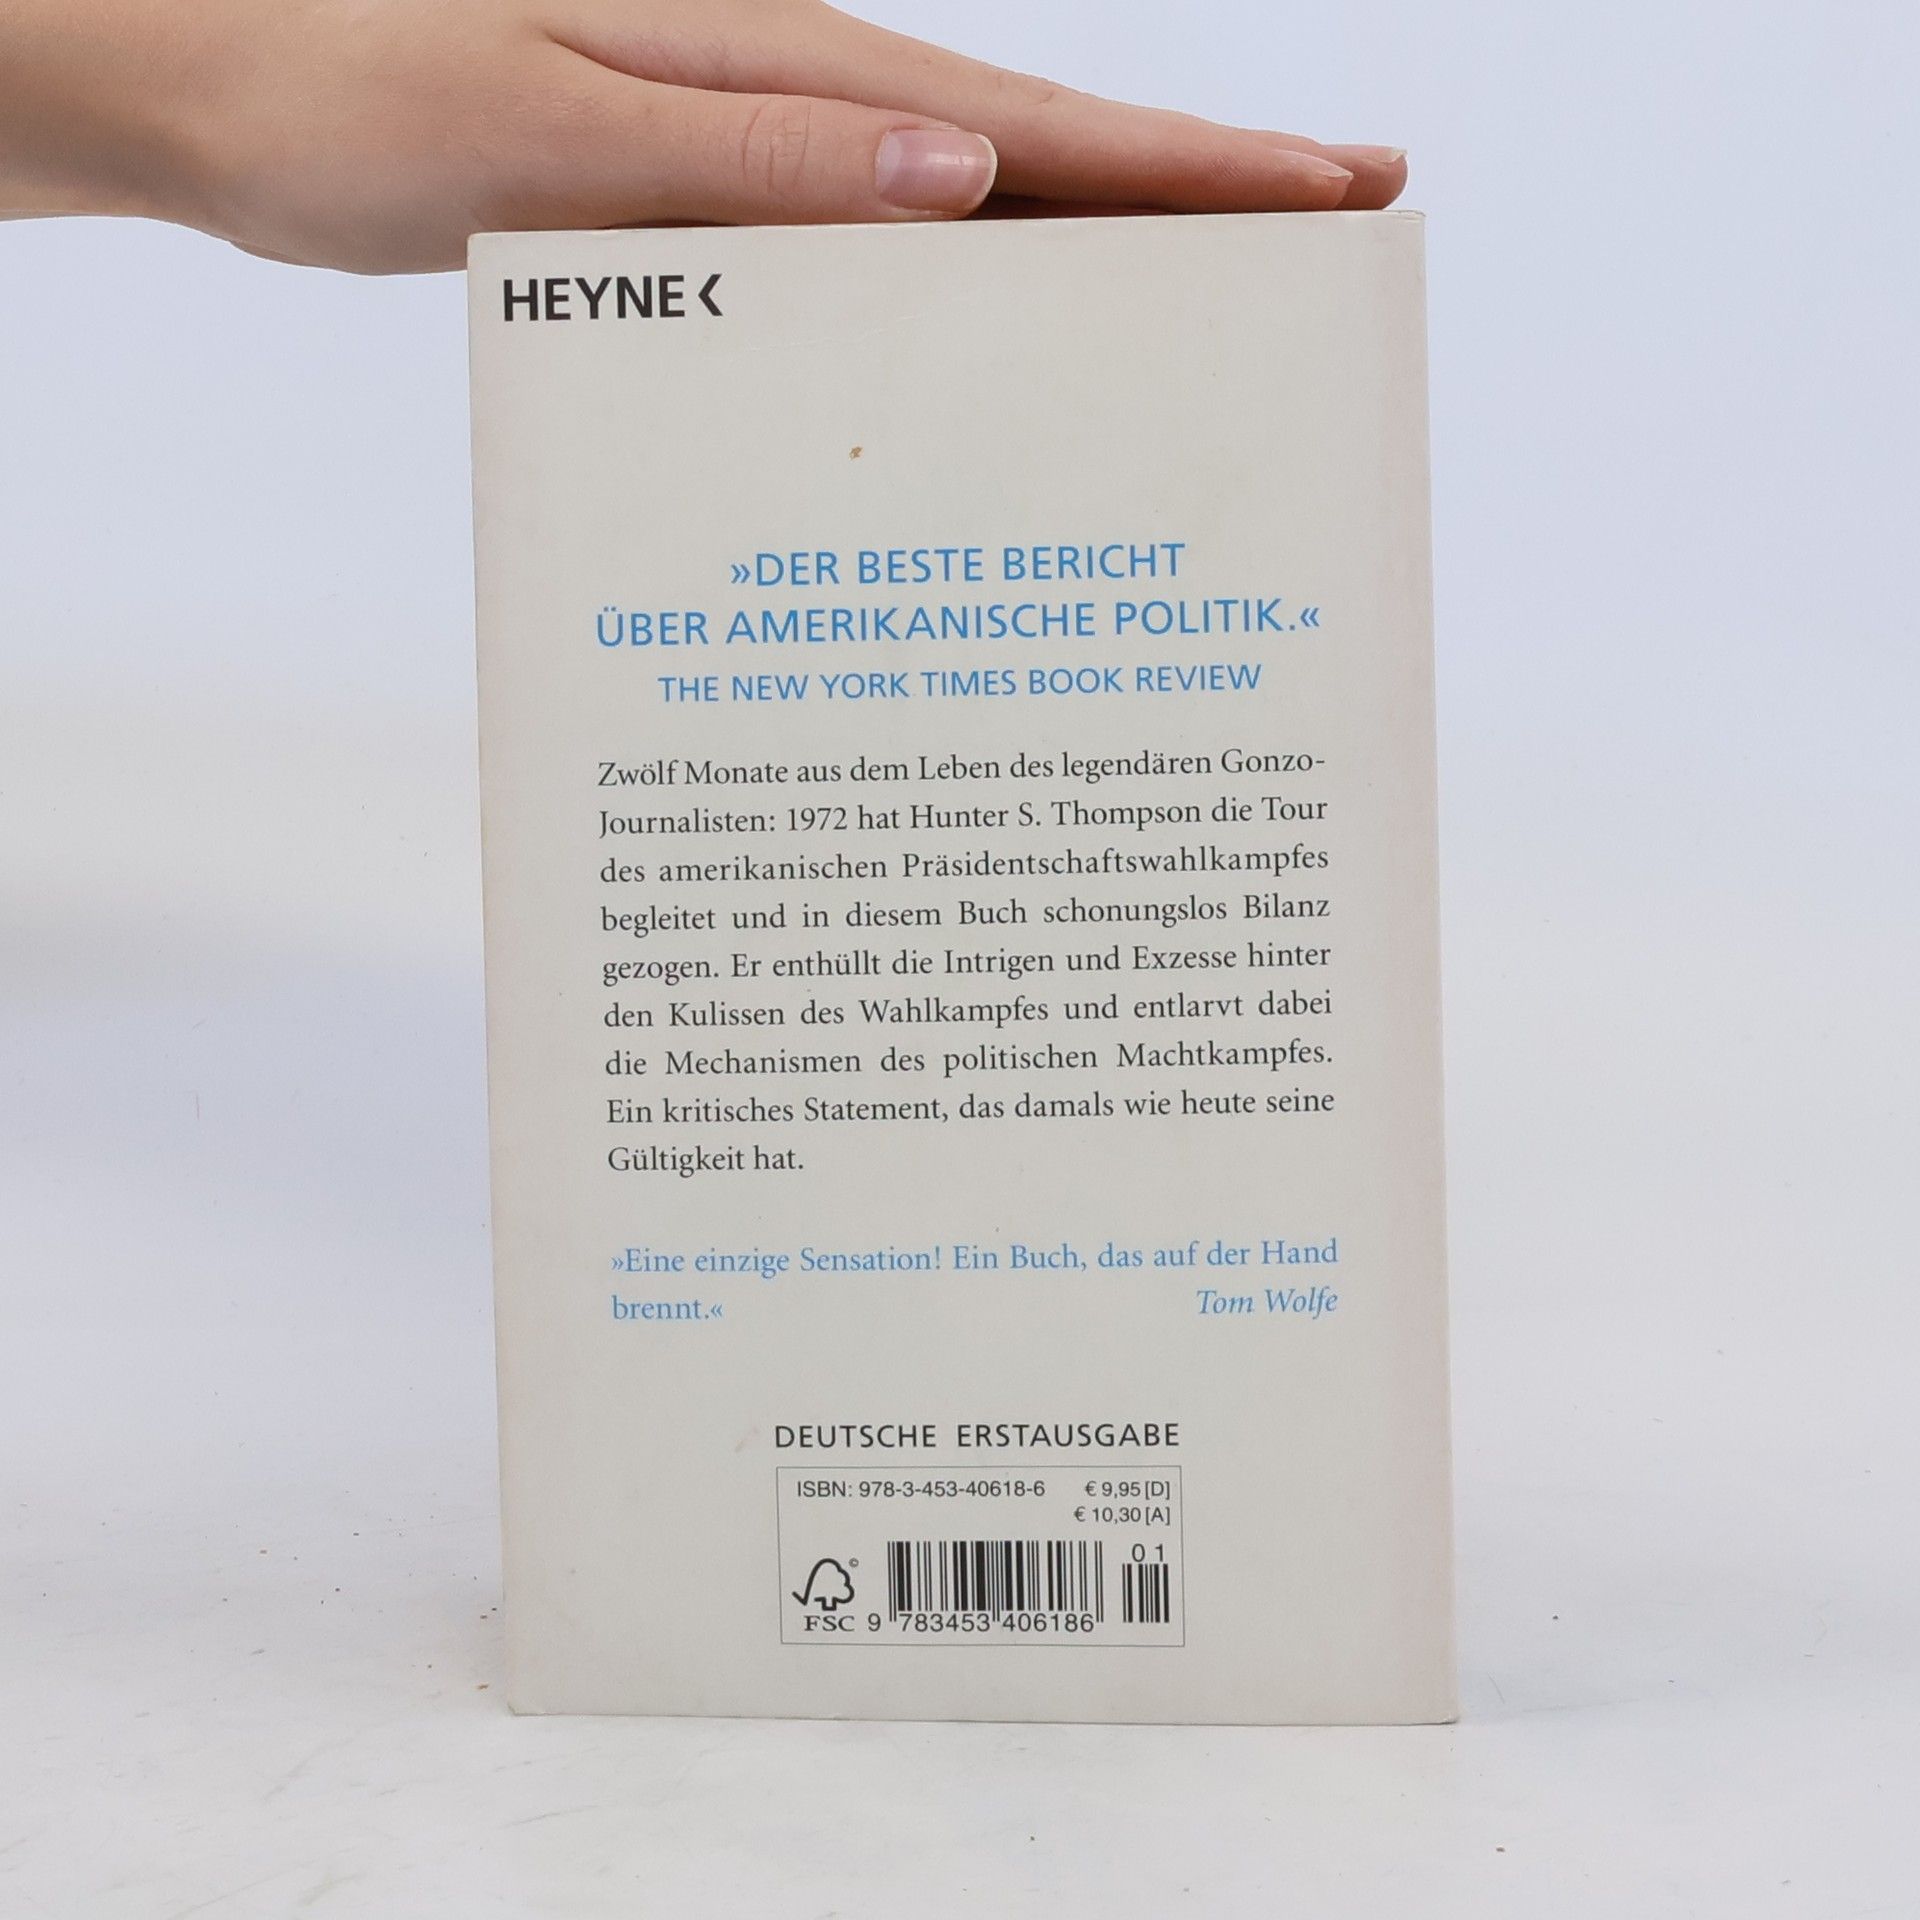 HEYNE<
»DER BESTE BERICHT
ÜBER AMERIKANISCHE POLITIK.«
THE NEW YORK TIMES BOOK REVIEW
Zwölf Monate aus dem Leben des legendären Gonzo-
Journalisten: 1972 hat Hunter S. Thompson die Tour
des amerikanischen Präsidentschaftswahlkampfes
begleitet und in diesem Buch schonungslos Bilanz
gezogen. Er enthüllt die Intrigen und Exzesse hinter
den Kulissen des Wahlkampfes und entlarvt dabei
die Mechanismen des politischen Machtkampfes.
Ein kritisches Statement, das damals wie heute seine
Gültigkeit hat.
»Eine einzige Sensation! Ein Buch, das auf der Hand
brennt.« Tom Wolfe
DEUTSCHE ERSTAUSGABE
ISBN: 978-3-453-40618-6 € 9,95 [D]
€ 10,30 [A]
01
FSC 9 783453 406186